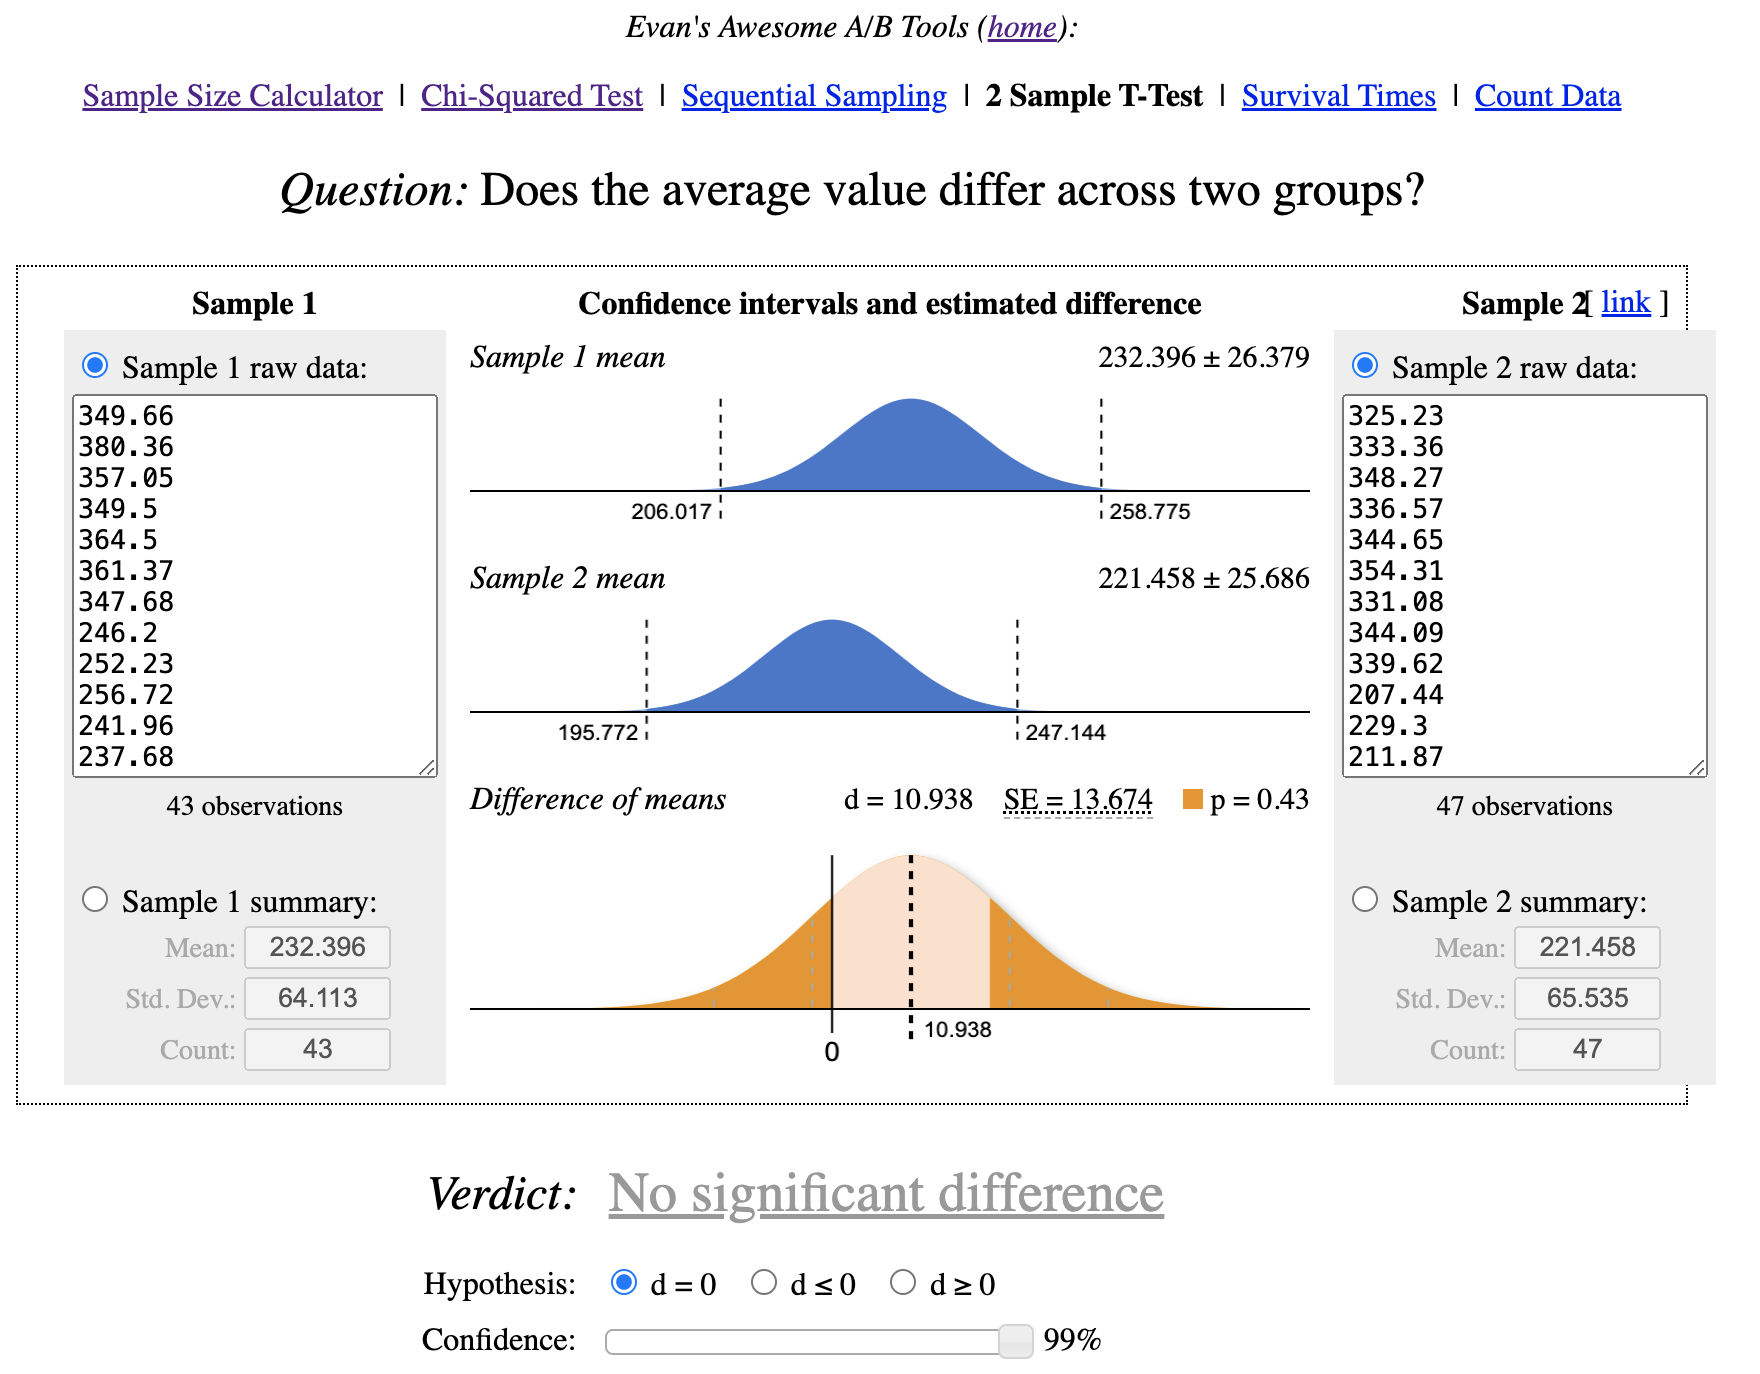 Evan's Awesome A/B Tools (home):
Sample Size Calculator | Chi-Squared Test | Sequential Sampling | 2 Sample T-Test | Survival Times | Count Data
Question: Does the average value differ across two groups?
Sample 1
Sample 1 raw data:
349.66
380.36
357.05
349.5
364.5
361.37
347.68
246.2
252.23
256.72
241.96
237.68
43 observations
Sample 1 summary:
Mean: 232.396
Std. Dev.: 64.113
Count: 43
Confidence intervals and estimated difference
Sample 1 mean 232.396 ± 26.379
206.017 258.775
Sample 2 mean 221.458 ± 25.686
195.772 247.144
Difference of means d = 10.938 SE = 13.674 p = 0.43
10.938
0
Sample 2 [ link ]
Sample 2 raw data:
325.23
333.36
348.27
336.57
344.65
354.31
331.08
344.09
339.62
207.44
229.3
211.87
47 observations
Sample 2 summary:
Mean: 221.458
Std. Dev.: 65.535
Count: 47
Verdict: No significant difference
Hypothesis: d = 0 d ≤ 0 d ≥ 0
Confidence: 99%